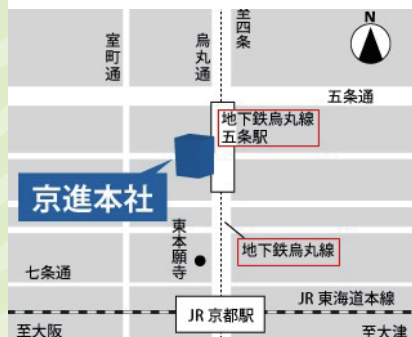 至四条
N
室町通
烏丸通
五条通
地下鉄烏丸線
五条駅
京進本社
東本願寺
地下鉄烏丸線
七条通
JR 東海道本線
JR 京都駅
至大阪
至大津